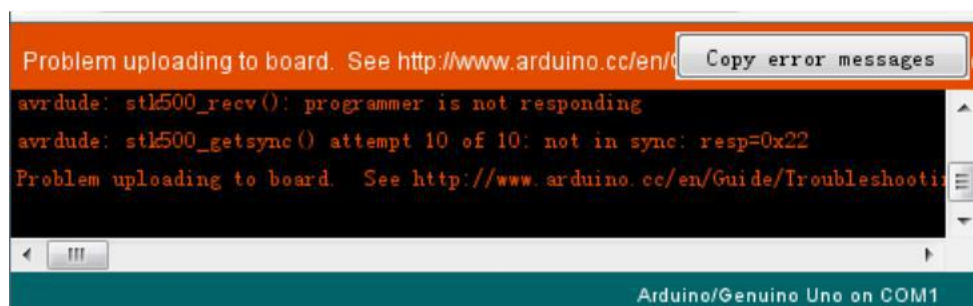 Problem uploading to board. See http://www.arduino.cc/en/
Copy error messages
avrdude: stk500_recv(): programmer is not responding
avrdude: stk500_getsync() attempt 10 of 10: not in sync: resp=0x22
Problem uploading to board. See http://www.arduino.cc/en/Guide/Troubleshooti
Arduino/Genuino Uno on COM1